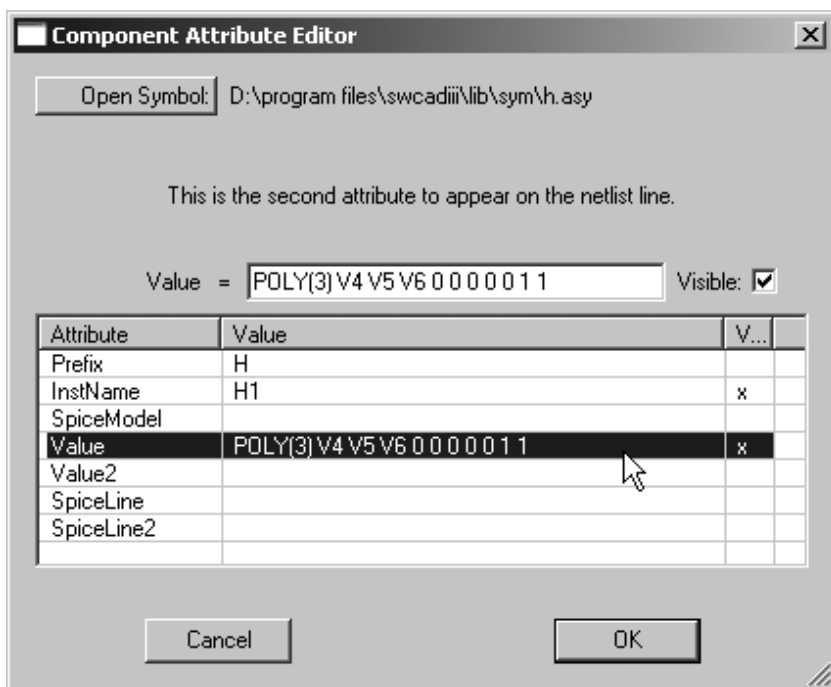 Component Attribute Editor
Open Symbol: D:\program files\swcadiii\lib\sym\h.asy
This is the second attribute to appear on the netlist line.
Value = POLY(3) V4 V5 V6 0 0 0 0 0 1 1 Visible:
Attribute Value V...
Prefix H
InstName H1 x
SpiceModel
Value POLY(3) V4 V5 V6 0 0 0 0 0 1 1 x
Value2
SpiceLine
SpiceLine2
Cancel OK